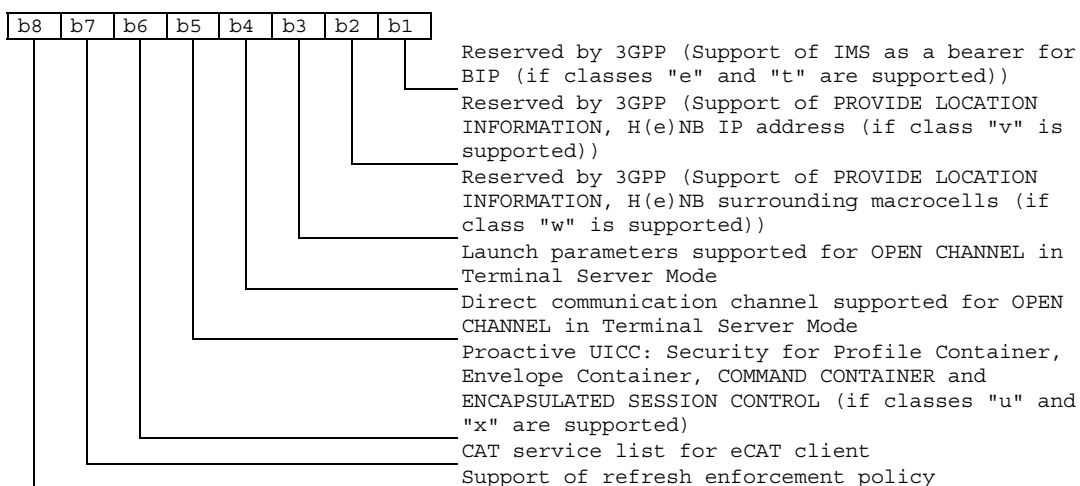 b8 b7 b6 b5 b4 b3 b2 b1
Reserved by 3GPP (Support of IMS as a bearer for
BIP (if classes "e" and "t" are supported))
Reserved by 3GPP (Support of PROVIDE LOCATION
INFORMATION, H(e)NB IP address (if class "v" is
supported))
Reserved by 3GPP (Support of PROVIDE LOCATION
INFORMATION, H(e)NB surrounding macrocells (if
class "w" is supported))
Launch parameters supported for OPEN CHANNEL in
Terminal Server Mode
Direct communication channel supported for OPEN
CHANNEL in Terminal Server Mode
Proactive UICC: Security for Profile Container,
Envelope Container, COMMAND CONTAINER and
ENCAPSULATED SESSION CONTROL (if classes "u" and
"x" are supported)
CAT service list for eCAT client
Support of refresh enforcement policy